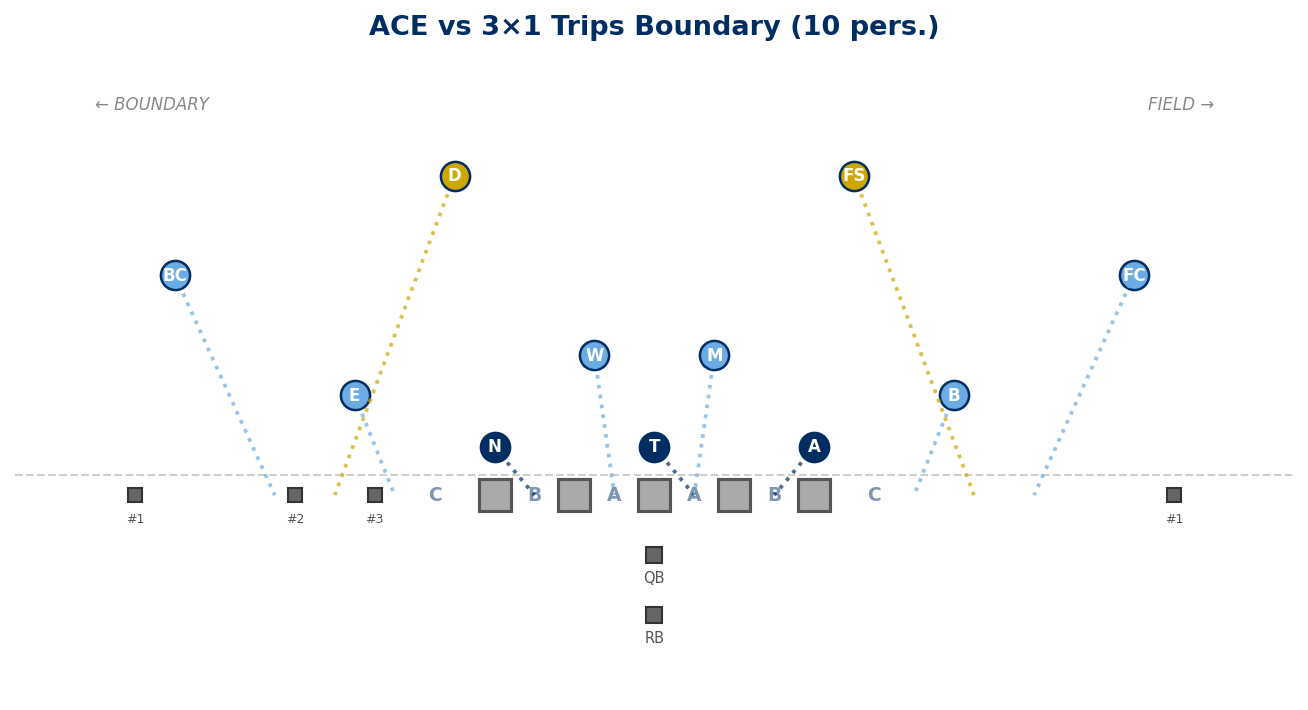 ACE vs 3×1 Trips Boundary (10 pers.)
← BOUNDARY FIELD →
D FS
BC FC
W M
E B
N T A
C B A A B C
#1 #2 #3 #1
QB
RB